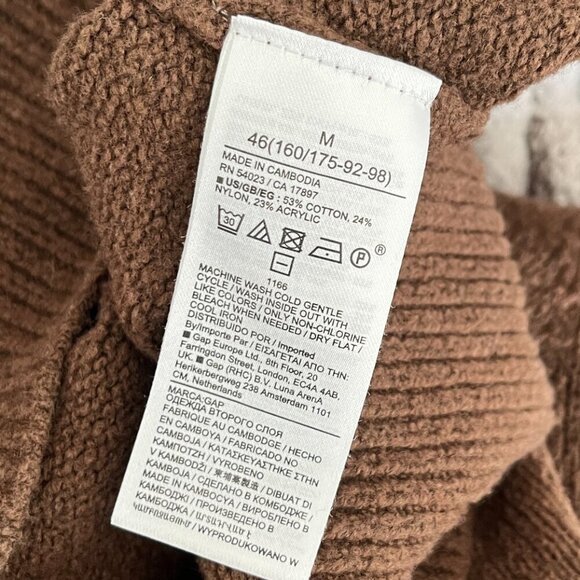 M
46(160/175-92-98)
MADE IN CAMBODIA
RN 54023 / CA 17897
■ US/GB/EG : 53% COTTON, 24%
NYLON, 23% ACRYLIC
30
P ®
1166
MACHINE WASH COLD GENTLE
CYCLE / WASH INSIDE OUT WITH
LIKE COLORS / ONLY NON-CHLORINE
BLEACH WHEN NEEDED / DRY FLAT /
COOL IRON
DISTRIBUIDO POR / Imported
By/Importe Par / ΕΙΣΑΓΕΤΑΙ ΑΠΟ ΤΗΝ:
■ Gap Europe Ltd., 8th Floor, 20
Farringdon Street, London, EC4A 4AB,
UK. ■ Gap (RHC) B.V. Luna ArenA
Herikerbergweg 238 Amsterdam 1101
CM, Netherlands
MARCA:GAP
ОДЕЖДА ВТОРОГО СЛОЯ
FABRIQUE AU CAMBODGE / HECHO
EN CAMBOYA / FABRICADO NO
CAMBOJA / ΚΑΤΑΣΚΕΥΑΣΤΗΚΕ ΣΤΗΝ
ΚΑΜΠΟΤΖΗ / VYROBENO
V KAMBODŽI / 柬埔寨製造 / DIBUAT DI
KAMBOJA / СДЕЛАНО В КОМБОДЖЕ /
MADE IN KAMBOCYA / ВИРОБЛЕНО В
КАМБОДЖІ / ПРОИЗВЕДЕНО В
КАМБОДЖА / ԱՐՏԱԴՐՎԱԾ Է
ԿԱՄԲՈՋԱՅՈՒՄ / WYPRODUKOWANO W